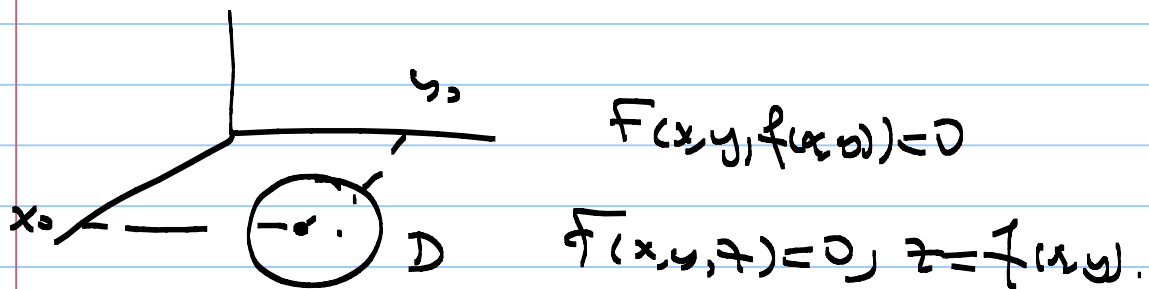 y₀
F(x,y,f(x,y))=0
x₀
D
F(x,y,z)=0, z=f(x,y).